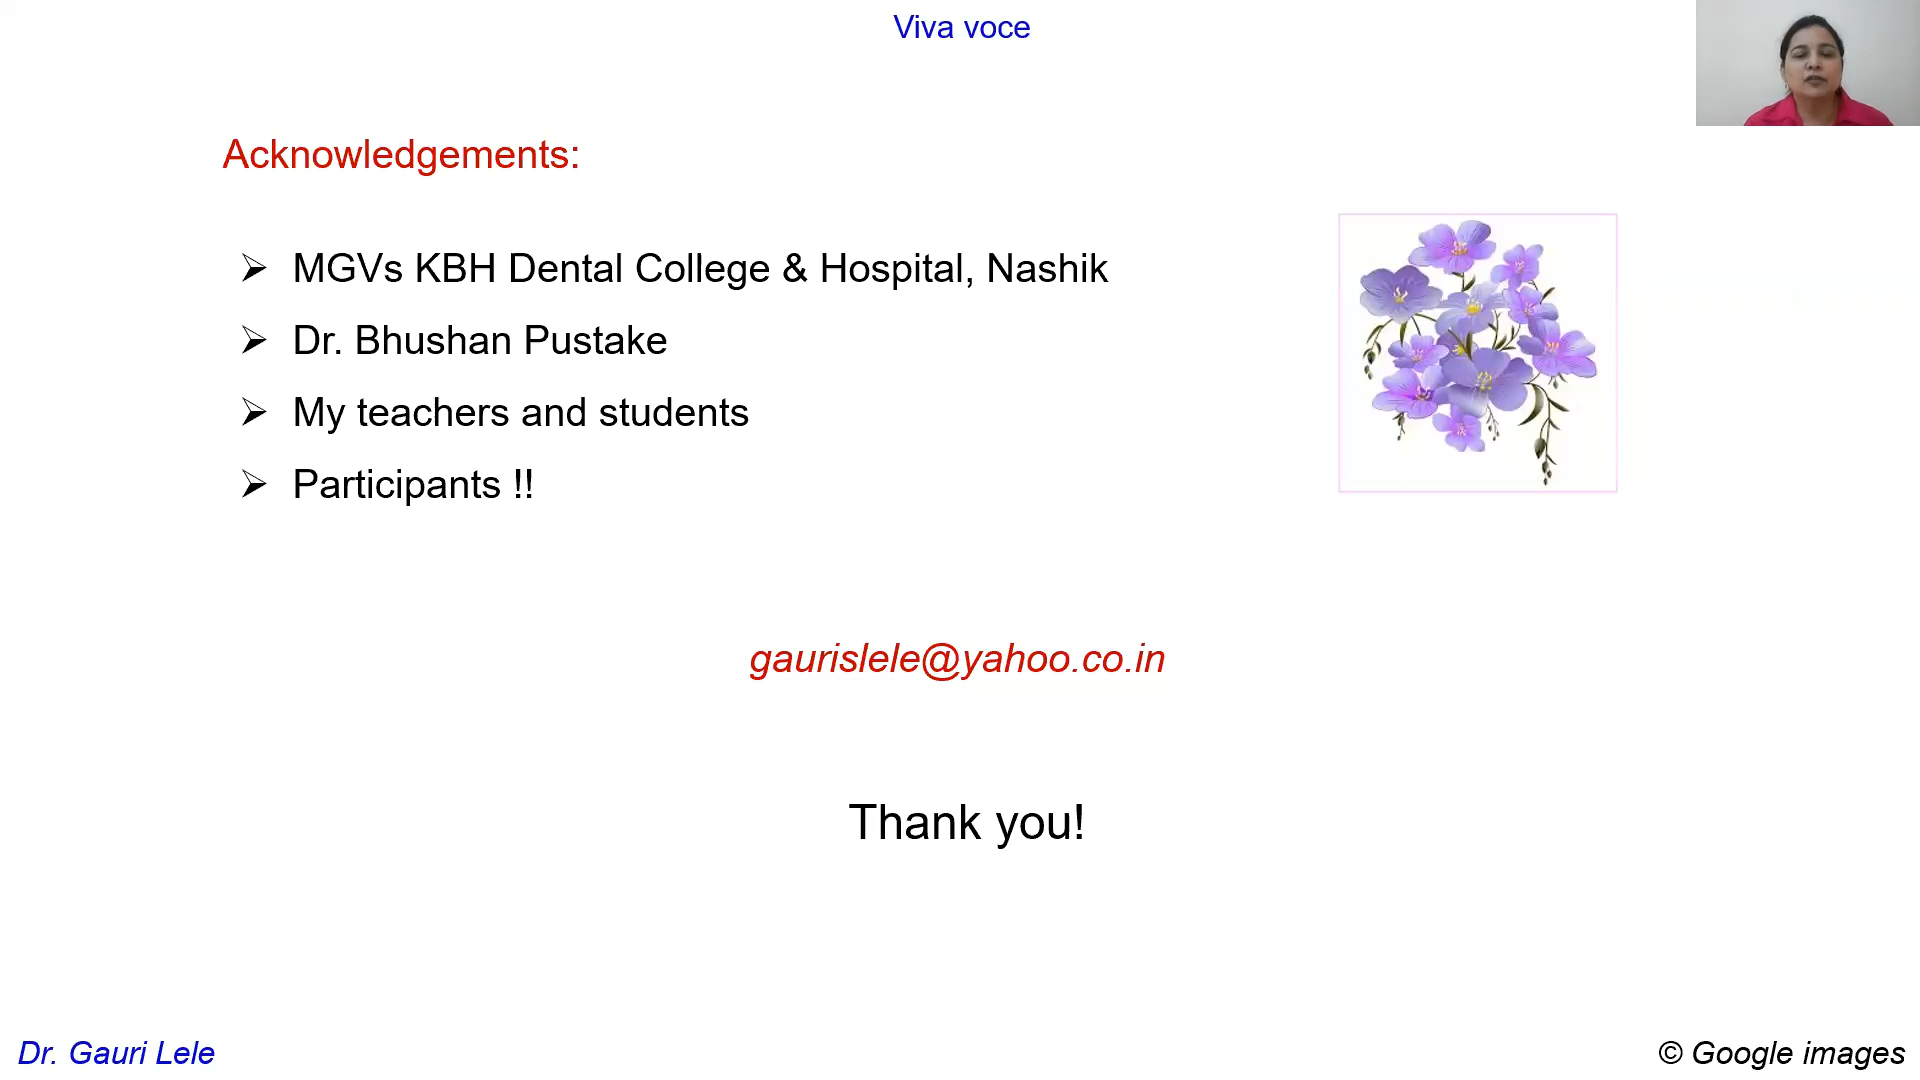 Viva voce
Acknowledgements:
➢ MGVs KBH Dental College & Hospital, Nashik
➢ Dr. Bhushan Pustake
➢ My teachers and students
➢ Participants !!
gaurislele@yahoo.co.in
Thank you!
Dr. Gauri Lele
© Google images